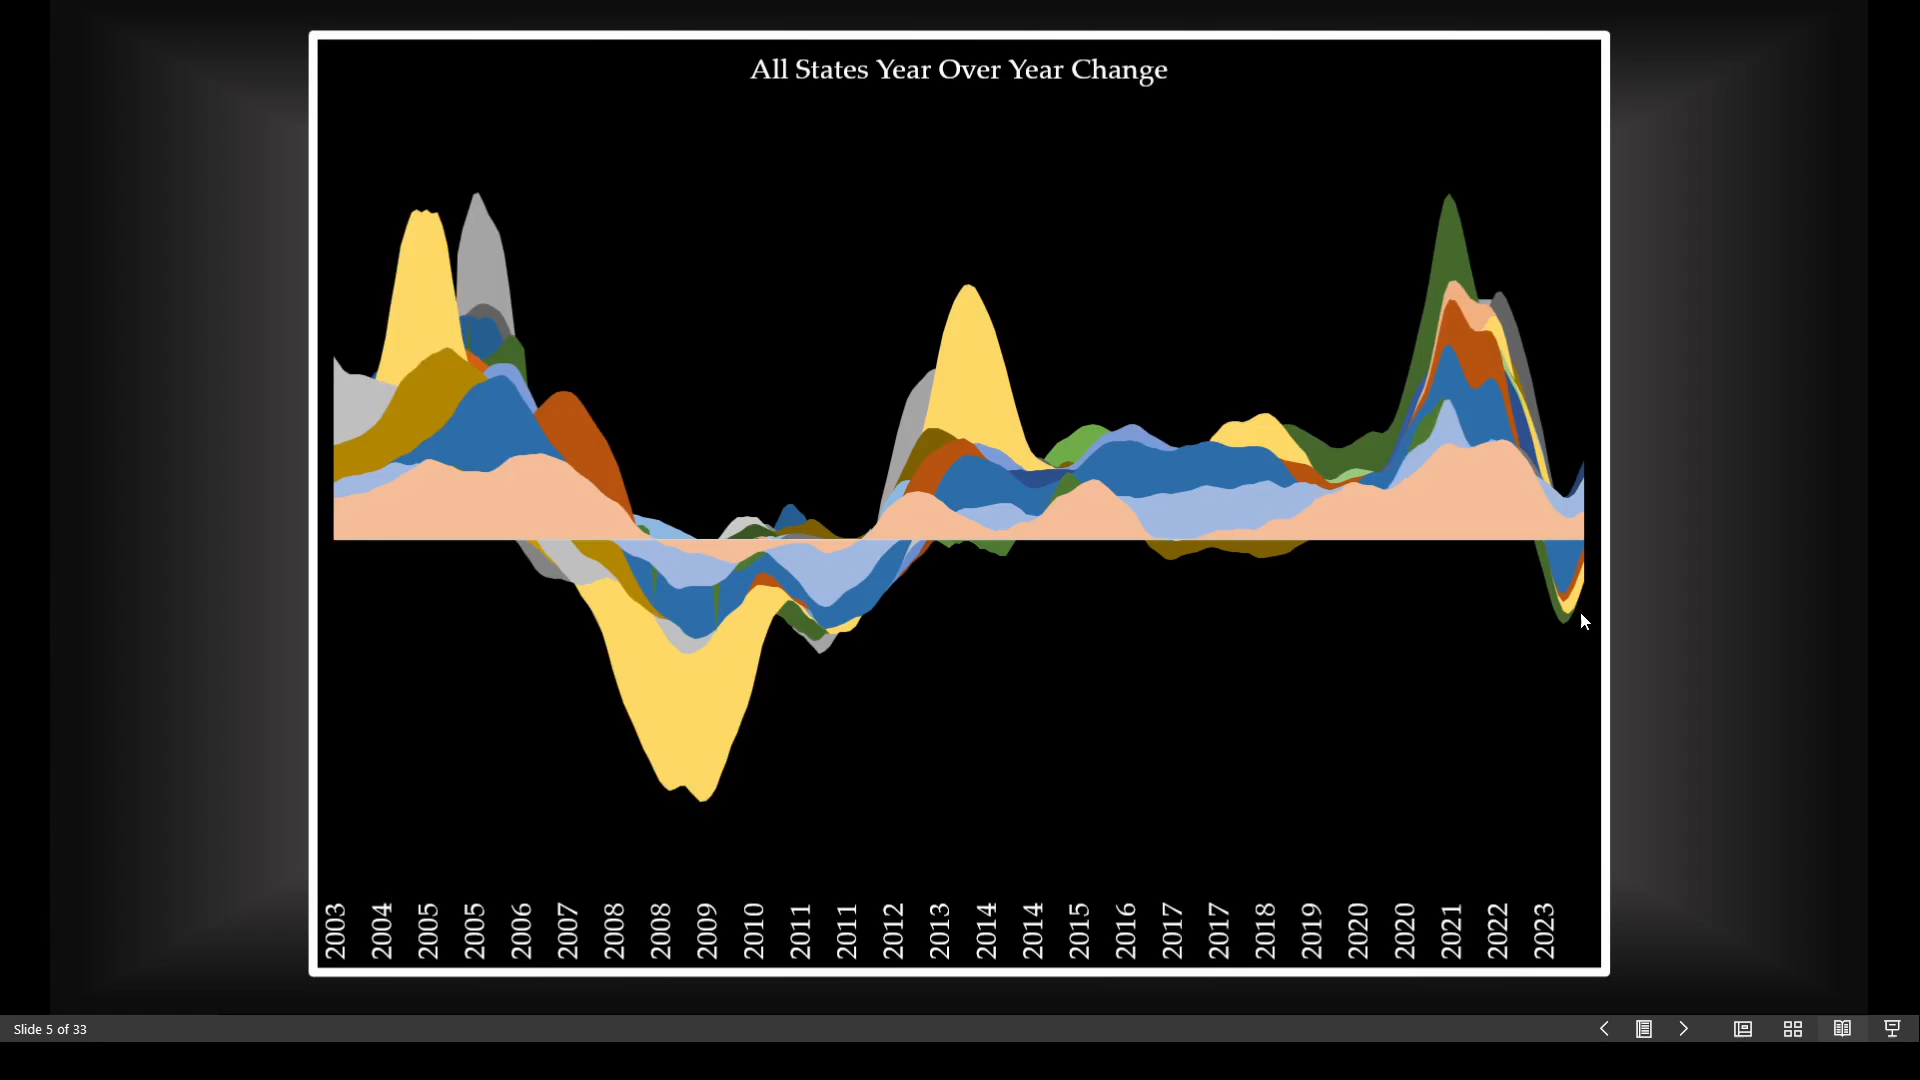 All States Year Over Year Change
2003 2004 2005 2005 2006 2007 2008 2008 2009 2010 2011 2011 2012 2013 2014 2014 2015 2016 2017 2017 2018 2019 2020 2020 2021 2022 2023
Slide 5 of 33